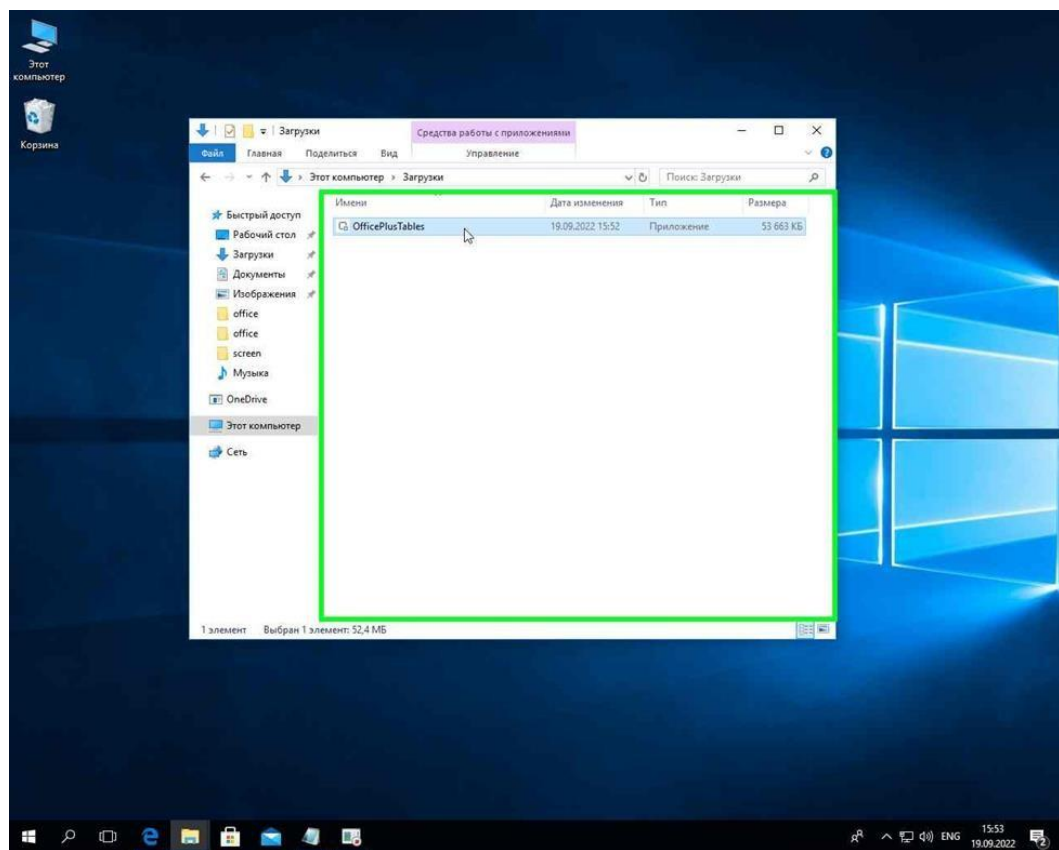 Этот
компьютер
Корзина
Загрузки
Средства работы с приложениями
Файл Главная Поделиться Вид Управление
Этот компьютер › Загрузки
Поиск: Загрузки
Имени Дата изменения Тип Размера
OfficePlusTables 19.09.2022 15:52 Приложение 53 663 КБ
Быстрый доступ
Рабочий стол
Загрузки
Документы
Изображения
office
office
screen
Музыка
OneDrive
Этот компьютер
Сеть
1 элемент Выбран 1 элемент: 52,4 МБ
ENG
15:53
19.09.2022
2